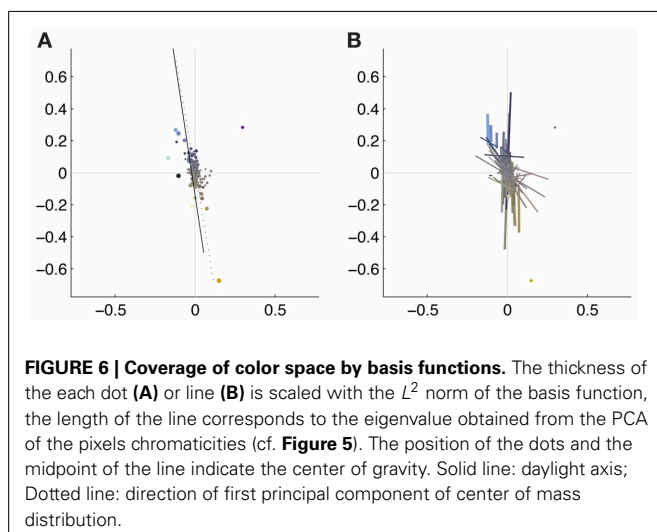 A
B
0.6
0.4
0.2
0
−0.2
−0.4
−0.6
−0.5 0 0.5
0.6
0.4
0.2
0
−0.2
−0.4
−0.6
−0.5 0 0.5
FIGURE 6 | Coverage of color space by basis functions. The thickness of
the each dot (A) or line (B) is scaled with the L² norm of the basis function,
the length of the line corresponds to the eigenvalue obtained from the PCA
of the pixels chromaticities (cf. Figure 5). The position of the dots and the
midpoint of the line indicate the center of gravity. Solid line: daylight axis;
Dotted line: direction of first principal component of center of mass
distribution.